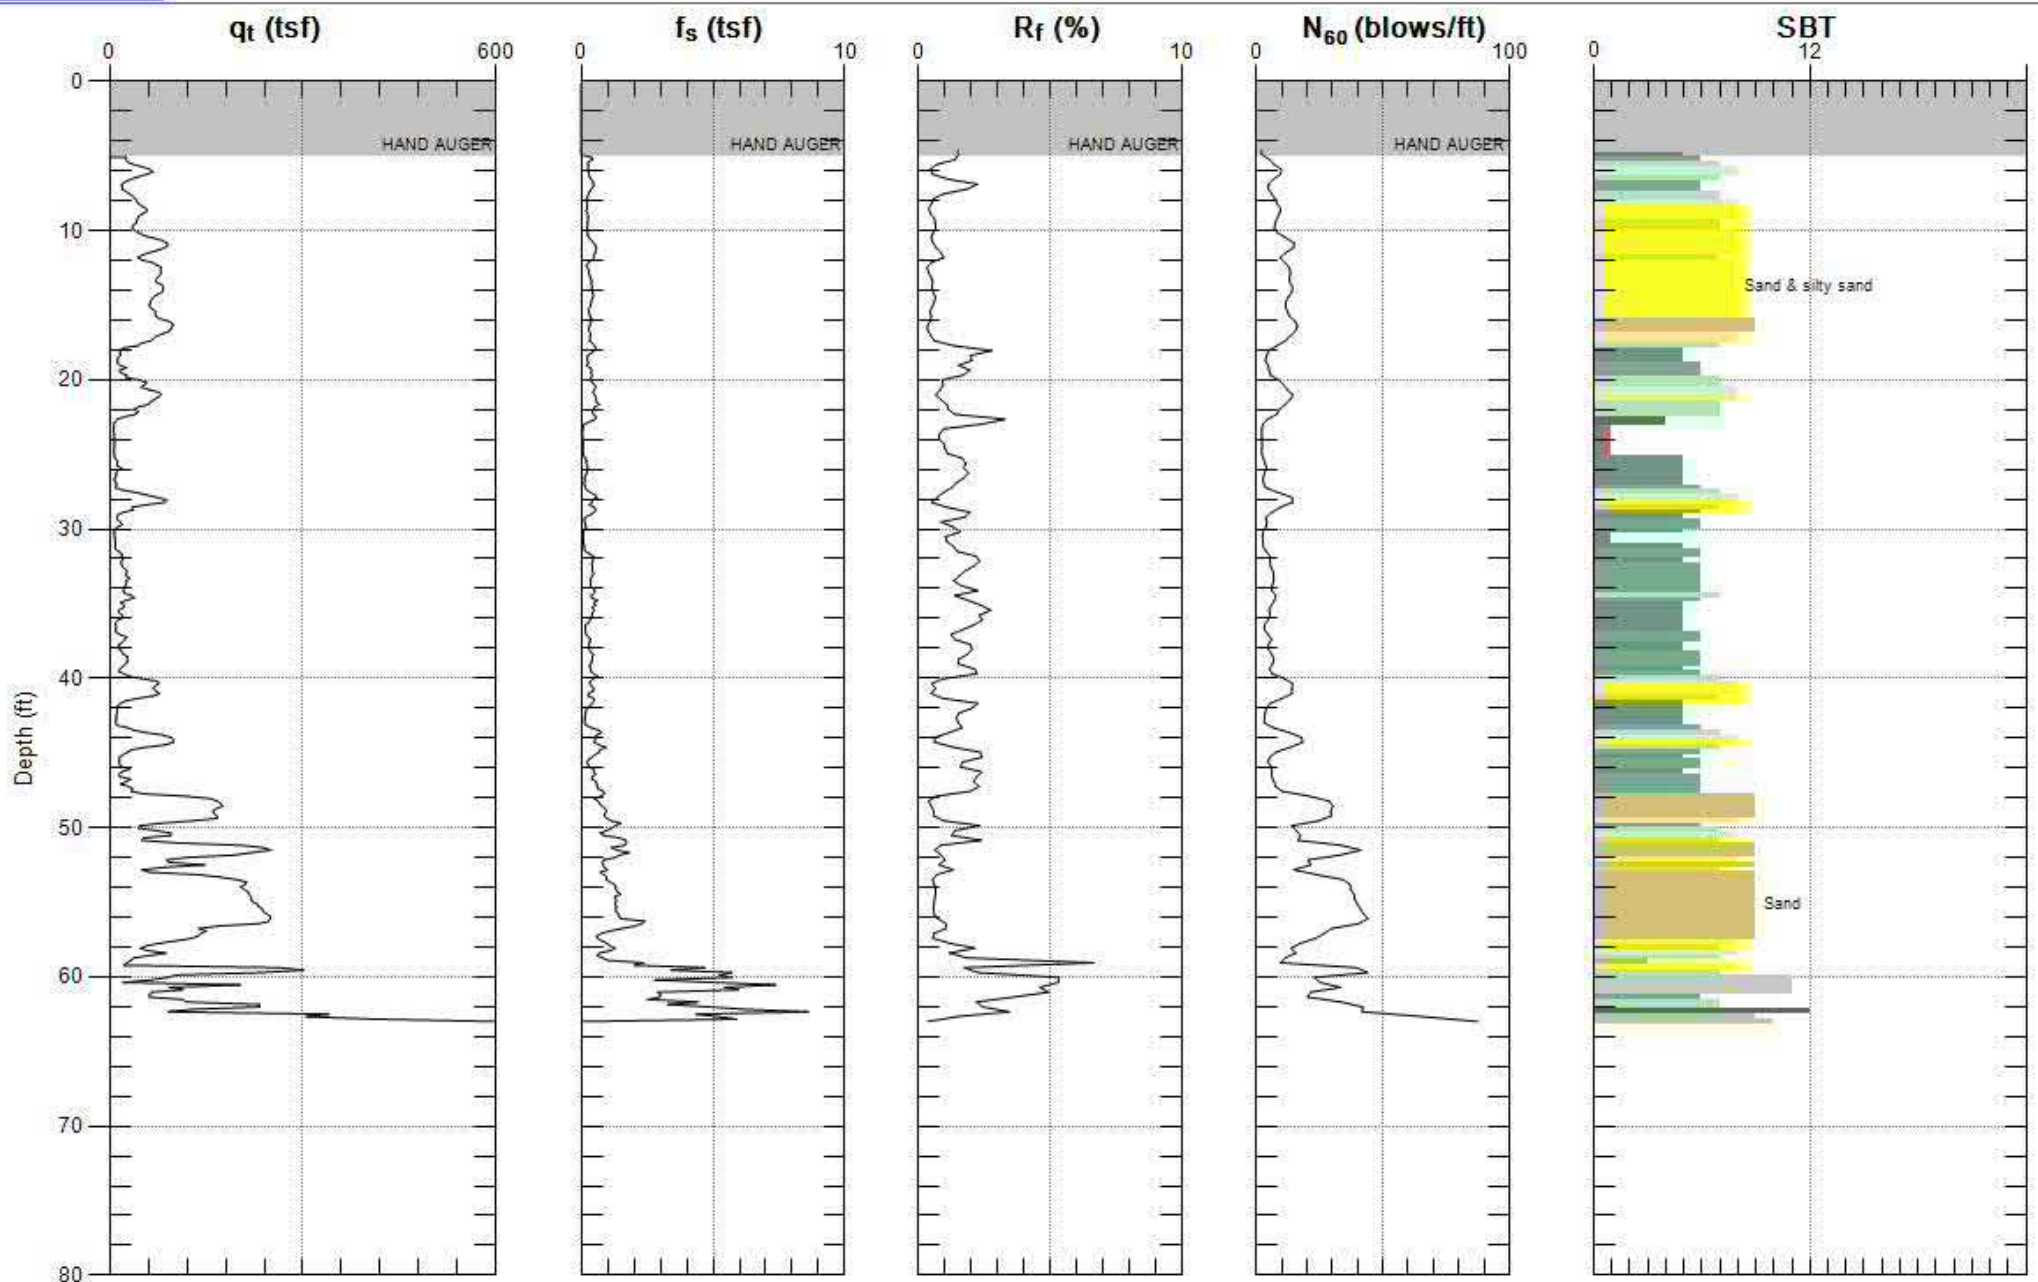 qt (tsf)
fs (tsf)
Rf (%)
N60 (blows/ft)
SBT
0 600
0 10
0 10
0 100
0 12
0
HAND AUGER
HAND AUGER
HAND AUGER
HAND AUGER
10
Sand & silty sand
20
30
40
Depth (ft)
50
Sand
60
70
80